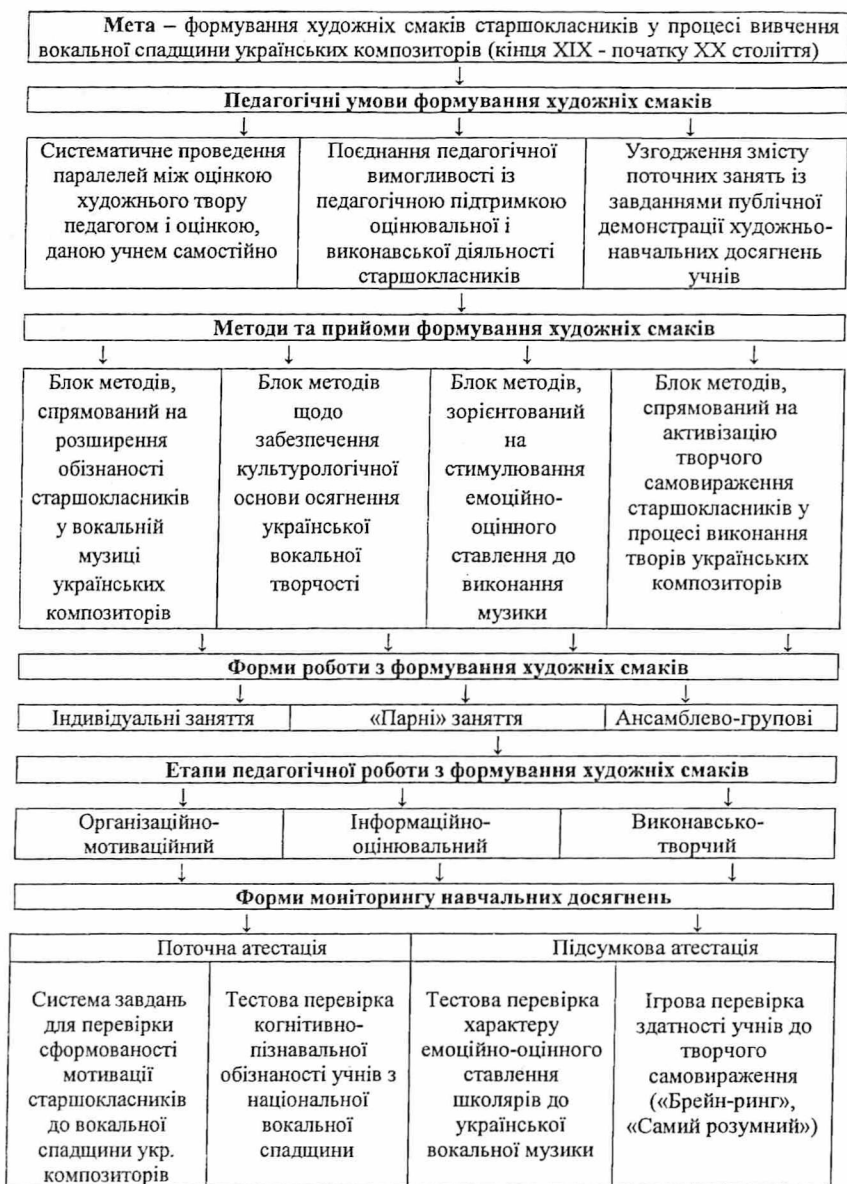 Мета – формування художніх смаків старшокласників у процесі вивчення
вокальної спадщини українських композиторів (кінця XIX - початку XX століття)
Педагогічні умови формування художніх смаків
Систематичне проведення
паралелей між оцінкою
художнього твору
педагогом і оцінкою,
даною учнем самостійно
Поєднання педагогічної
вимогливості із
педагогічною підтримкою
оцінювальної і
виконавської діяльності
старшокласників
Узгодження змісту
поточних занять із
завданнями публічної
демонстрації художньо-
навчальних досягнень
учнів
Методи та прийоми формування художніх смаків
Блок методів,
спрямований на
розширення
обізнаності
старшокласників
у вокальній
музиці
українських
композиторів
Блок методів
щодо
забезпечення
культурологічної
основи осягнення
української
вокальної
творчості
Блок методів,
зорієнтований
на
стимулювання
емоційно-
оцінного
ставлення до
виконання
музики
Блок методів,
спрямований на
активізацію
творчого
самовираження
старшокласників у
процесі виконання
творів українських
композиторів
Форми роботи з формування художніх смаків
Індивідуальні заняття
«Парні» заняття
Ансамблево-групові
Етапи педагогічної роботи з формування художніх смаків
Організаційно-
мотиваційний
Інформаційно-
оцінювальний
Виконавсько-
творчий
Форми моніторингу навчальних досягнень
Поточна атестація
Підсумкова атестація
Система завдань
для перевірки
сформованості
мотивації
старшокласників
до вокальної
спадщини укр.
композиторів
Тестова перевірка
когнітивно-
пізнавальної
обізнаності учнів з
національної
вокальної
спадщини
Тестова перевірка
характеру
емоційно-оцінного
ставлення
школярів до
української
вокальної музики
Ігрова перевірка
здатності учнів до
творчого
самовираження
(«Брейн-ринг»,
«Самий розумний»)